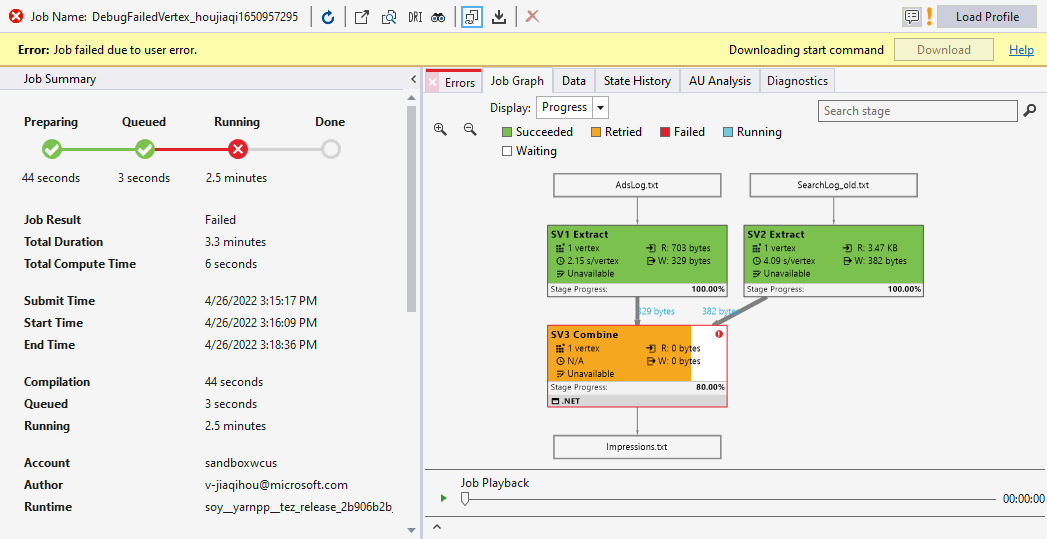 Job Name: DebugFailedVertex_houjiaqi1650957295
DRI
Load Profile
Error: Job failed due to user error.
Downloading start command
Download
Help
Job Summary
Preparing Queued Running Done
44 seconds 3 seconds 2.5 minutes
Job Result Failed
Total Duration 3.3 minutes
Total Compute Time 6 seconds
Submit Time 4/26/2022 3:15:17 PM
Start Time 4/26/2022 3:16:09 PM
End Time 4/26/2022 3:18:36 PM
Compilation 44 seconds
Queued 3 seconds
Running 2.5 minutes
Account sandboxwcus
Author v-jiaqihou@microsoft.com
Runtime soy__yarnpp__tez_release_2b906b2b_
Errors Job Graph Data State History AU Analysis Diagnostics
Display: Progress
Search stage
Succeeded Retried Failed Running
Waiting
AdsLog.txt
SearchLog_old.txt
SV1 Extract
1 vertex R: 703 bytes
2.15 s/vertex W: 329 bytes
Unavailable
Stage Progress: 100.00%
SV2 Extract
1 vertex R: 3.47 KB
4.09 s/vertex W: 382 bytes
Unavailable
Stage Progress: 100.00%
329 bytes
382 bytes
SV3 Combine
1 vertex R: 0 bytes
N/A W: 0 bytes
Unavailable
Stage Progress: 80.00%
.NET
Impressions.txt
Job Playback
00:00:00